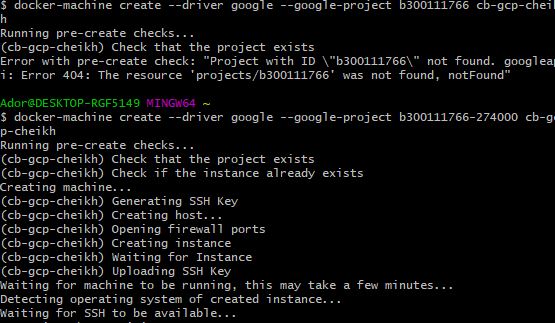 $ docker-machine create --driver google --google-project b300111766 cb-gcp-cheik
h
Running pre-create checks...
(cb-gcp-cheikh) Check that the project exists
Error with pre-create check: "Project with ID \"b300111766\" not found. googleap
i: Error 404: The resource 'projects/b300111766' was not found, notFound"
Ador@DESKTOP-RGF5149 MINGW64 ~
$ docker-machine create --driver google --google-project b300111766-274000 cb-gc
p-cheikh
Running pre-create checks...
(cb-gcp-cheikh) Check that the project exists
(cb-gcp-cheikh) Check if the instance already exists
Creating machine...
(cb-gcp-cheikh) Generating SSH Key
(cb-gcp-cheikh) Creating host...
(cb-gcp-cheikh) Opening firewall ports
(cb-gcp-cheikh) Creating instance
(cb-gcp-cheikh) Waiting for Instance
(cb-gcp-cheikh) Uploading SSH Key
Waiting for machine to be running, this may take a few minutes...
Detecting operating system of created instance...
Waiting for SSH to be available...